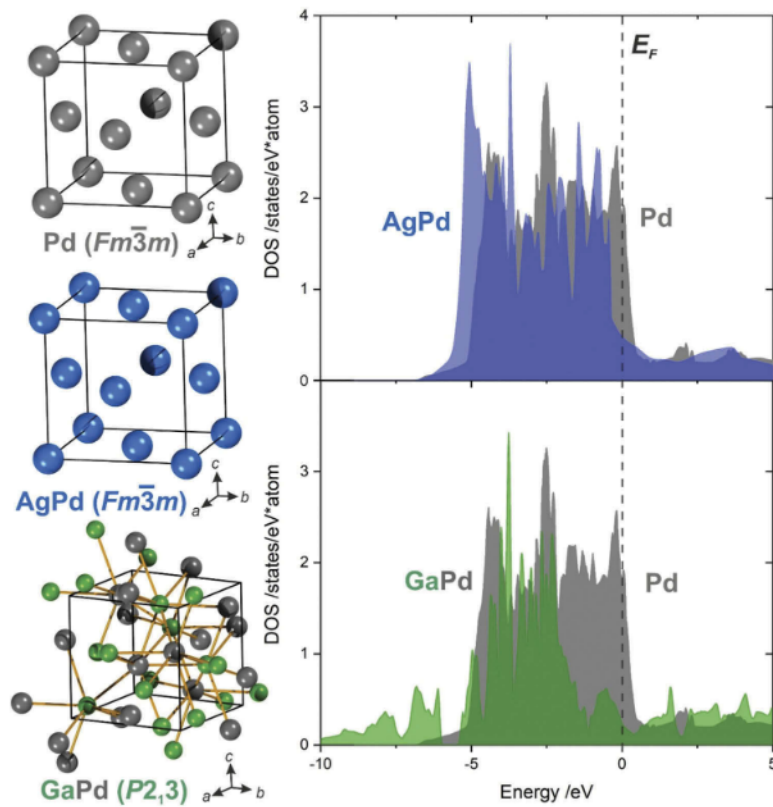 Pd (Fm3̅m)
c
a
b
AgPd (Fm3̅m)
c
a
b
GaPd (P2₁3)
c
a
b
DOS /states/eV*atom
4
3
2
1
0
E_F
AgPd
Pd
DOS /states/eV*atom
3
2
1
0
GaPd
Pd
-10
-5
0
5
Energy /eV